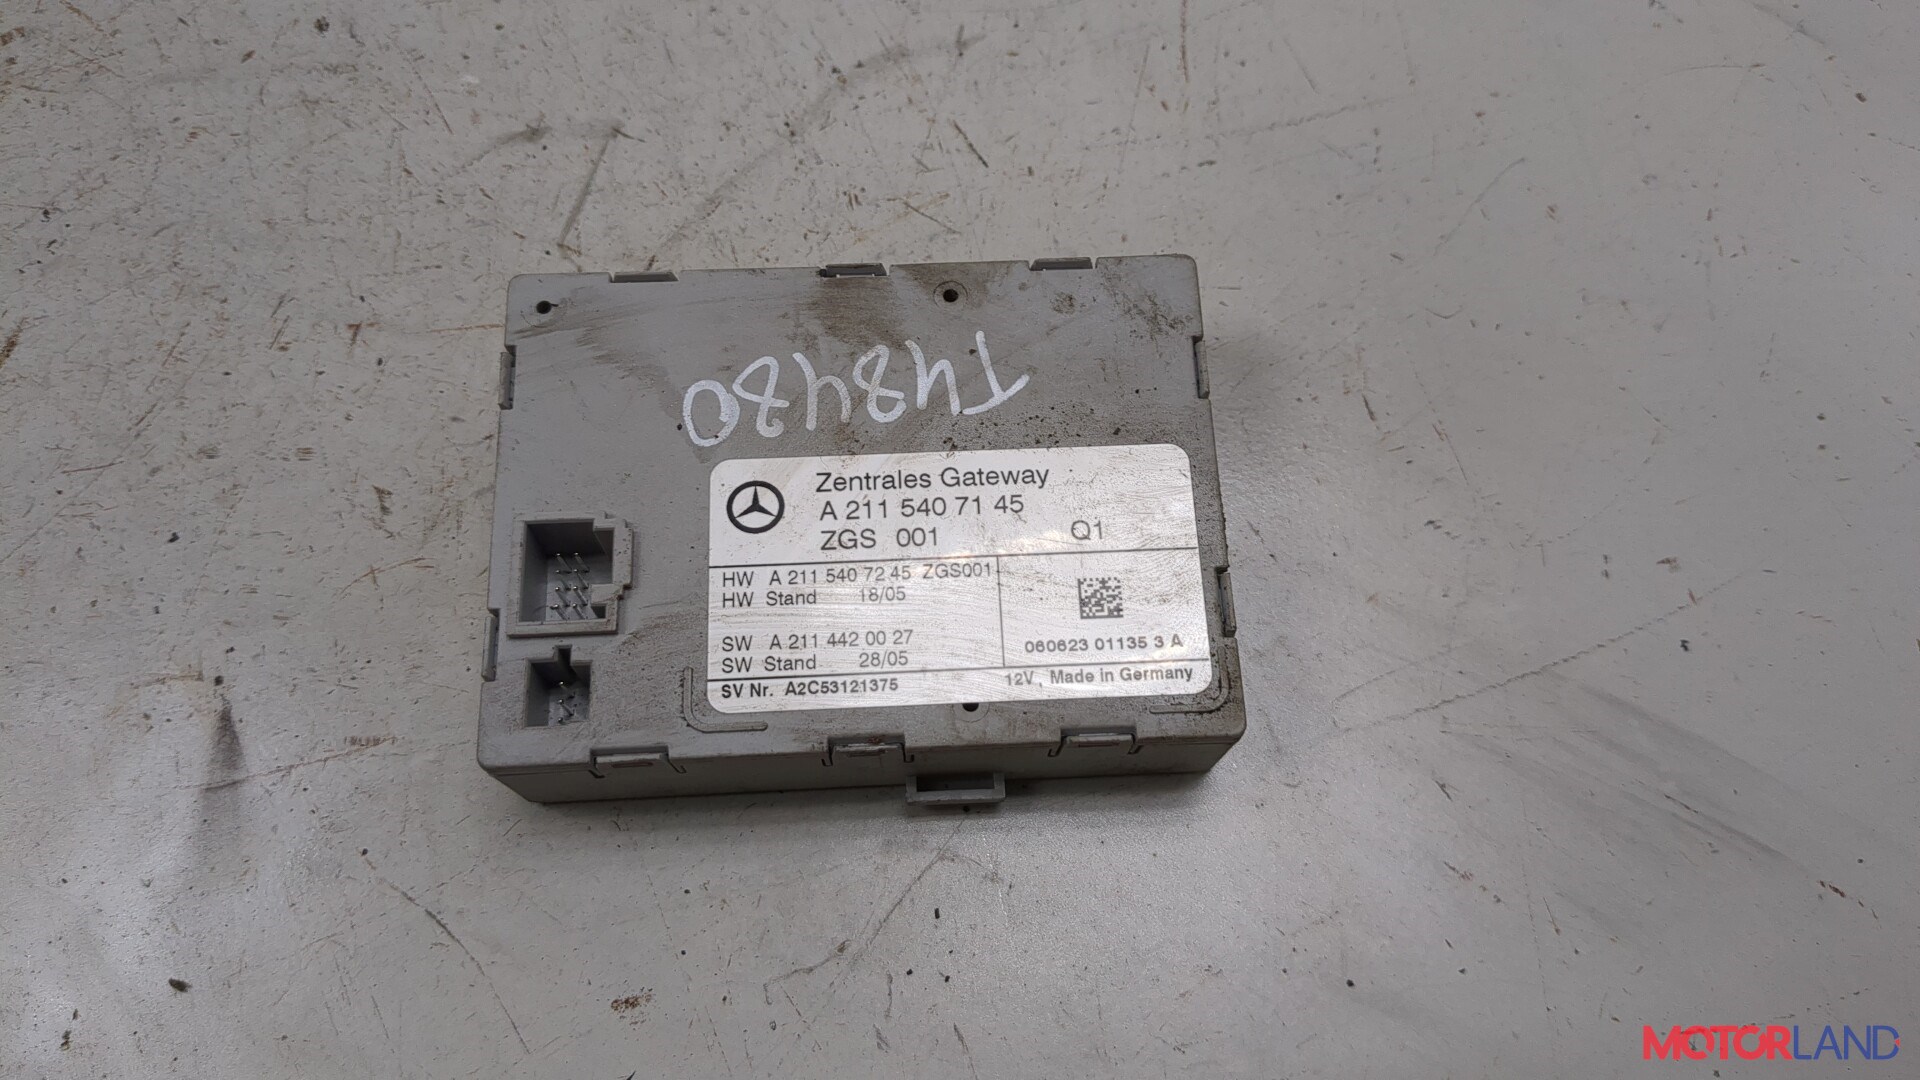 T48480
Zentrales Gateway
A 211 540 71 45
ZGS 001 Q1
HW A 211 540 72 45 ZGS001
HW Stand 18/05
SW A 211 442 00 27
SW Stand 28/05
060623 01135 3 A
SV Nr. A2C53121375
12V, Made in Germany
MOTORLAND